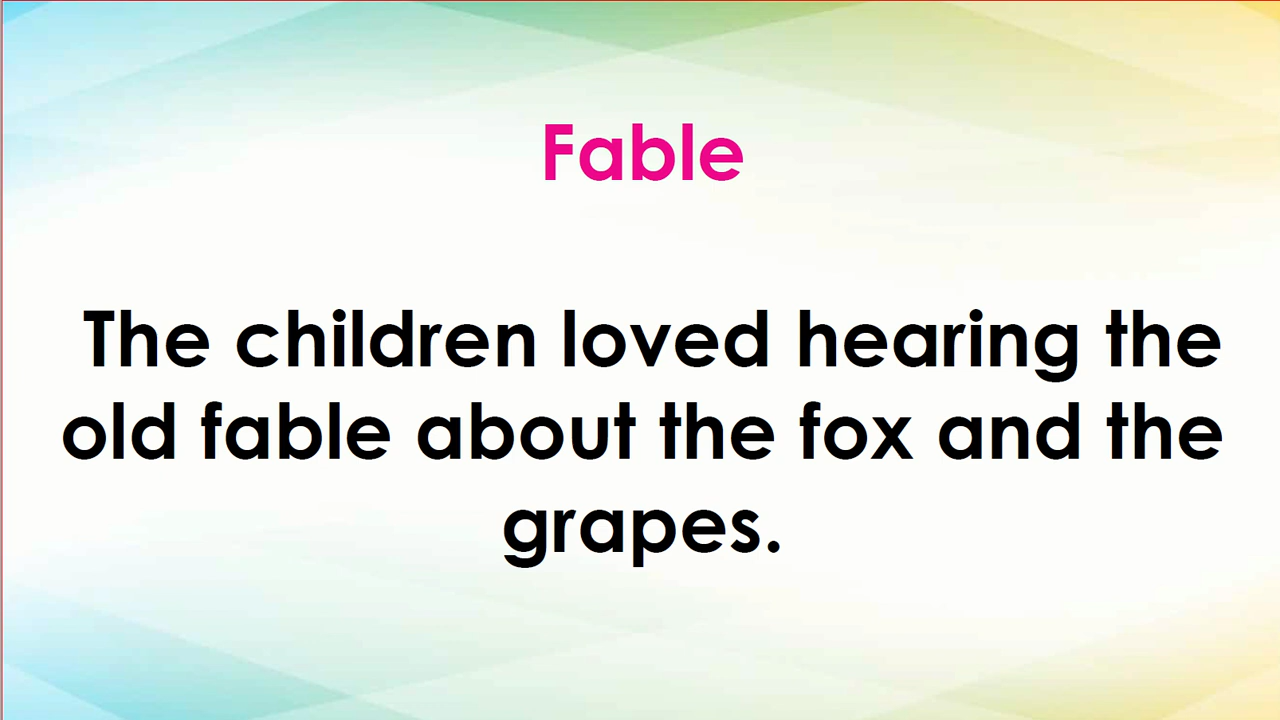 Fable
The children loved hearing the
old fable about the fox and the
grapes.